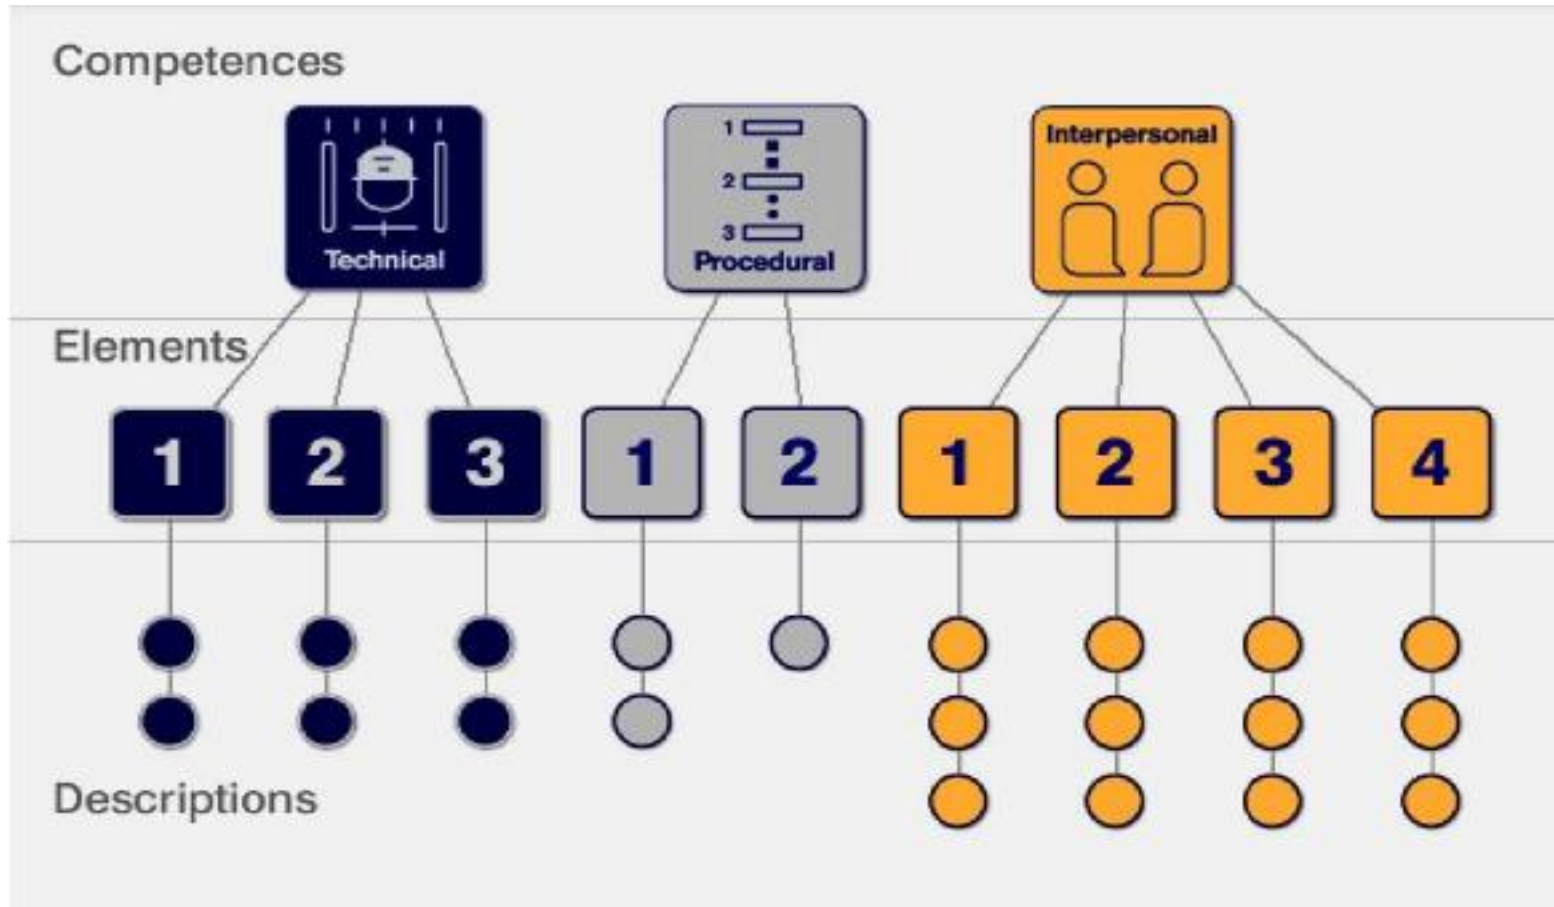 Competences
Technical
1
2
3
Procedural
Interpersonal
Elements
1 2 3 1 2 1 2 3 4
Descriptions